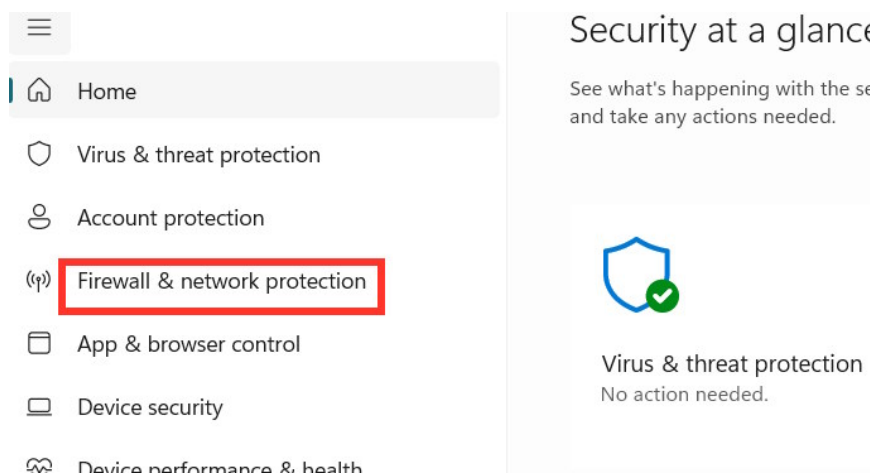 Security at a glance
Home
See what's happening with the se
and take any actions needed.
Virus & threat protection
Account protection
Firewall & network protection
App & browser control
Virus & threat protection
No action needed.
Device security
Device performance & health